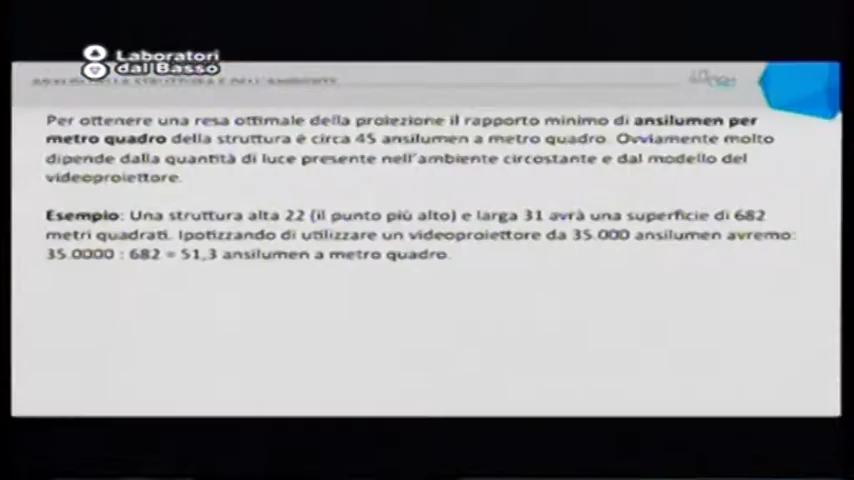 Laboratori
dal Basso
Per ottenere una resa ottimale della proiezione il rapporto minimo di ansilumen per
metro quadro della struttura è circa 45 ansilumen a metro quadro. Ovviamente molto
dipende dalla quantità di luce presente nell'ambiente circostante e dal modello del
videoproiettore.
Esempio: Una struttura alta 22 (il punto più alto) e larga 31 avrà una superficie di 682
metri quadrati. Ipotizzando di utilizzare un videoproiettore da 35.000 ansilumen avremo:
35.0000 : 682 = 51,3 ansilumen a metro quadro.